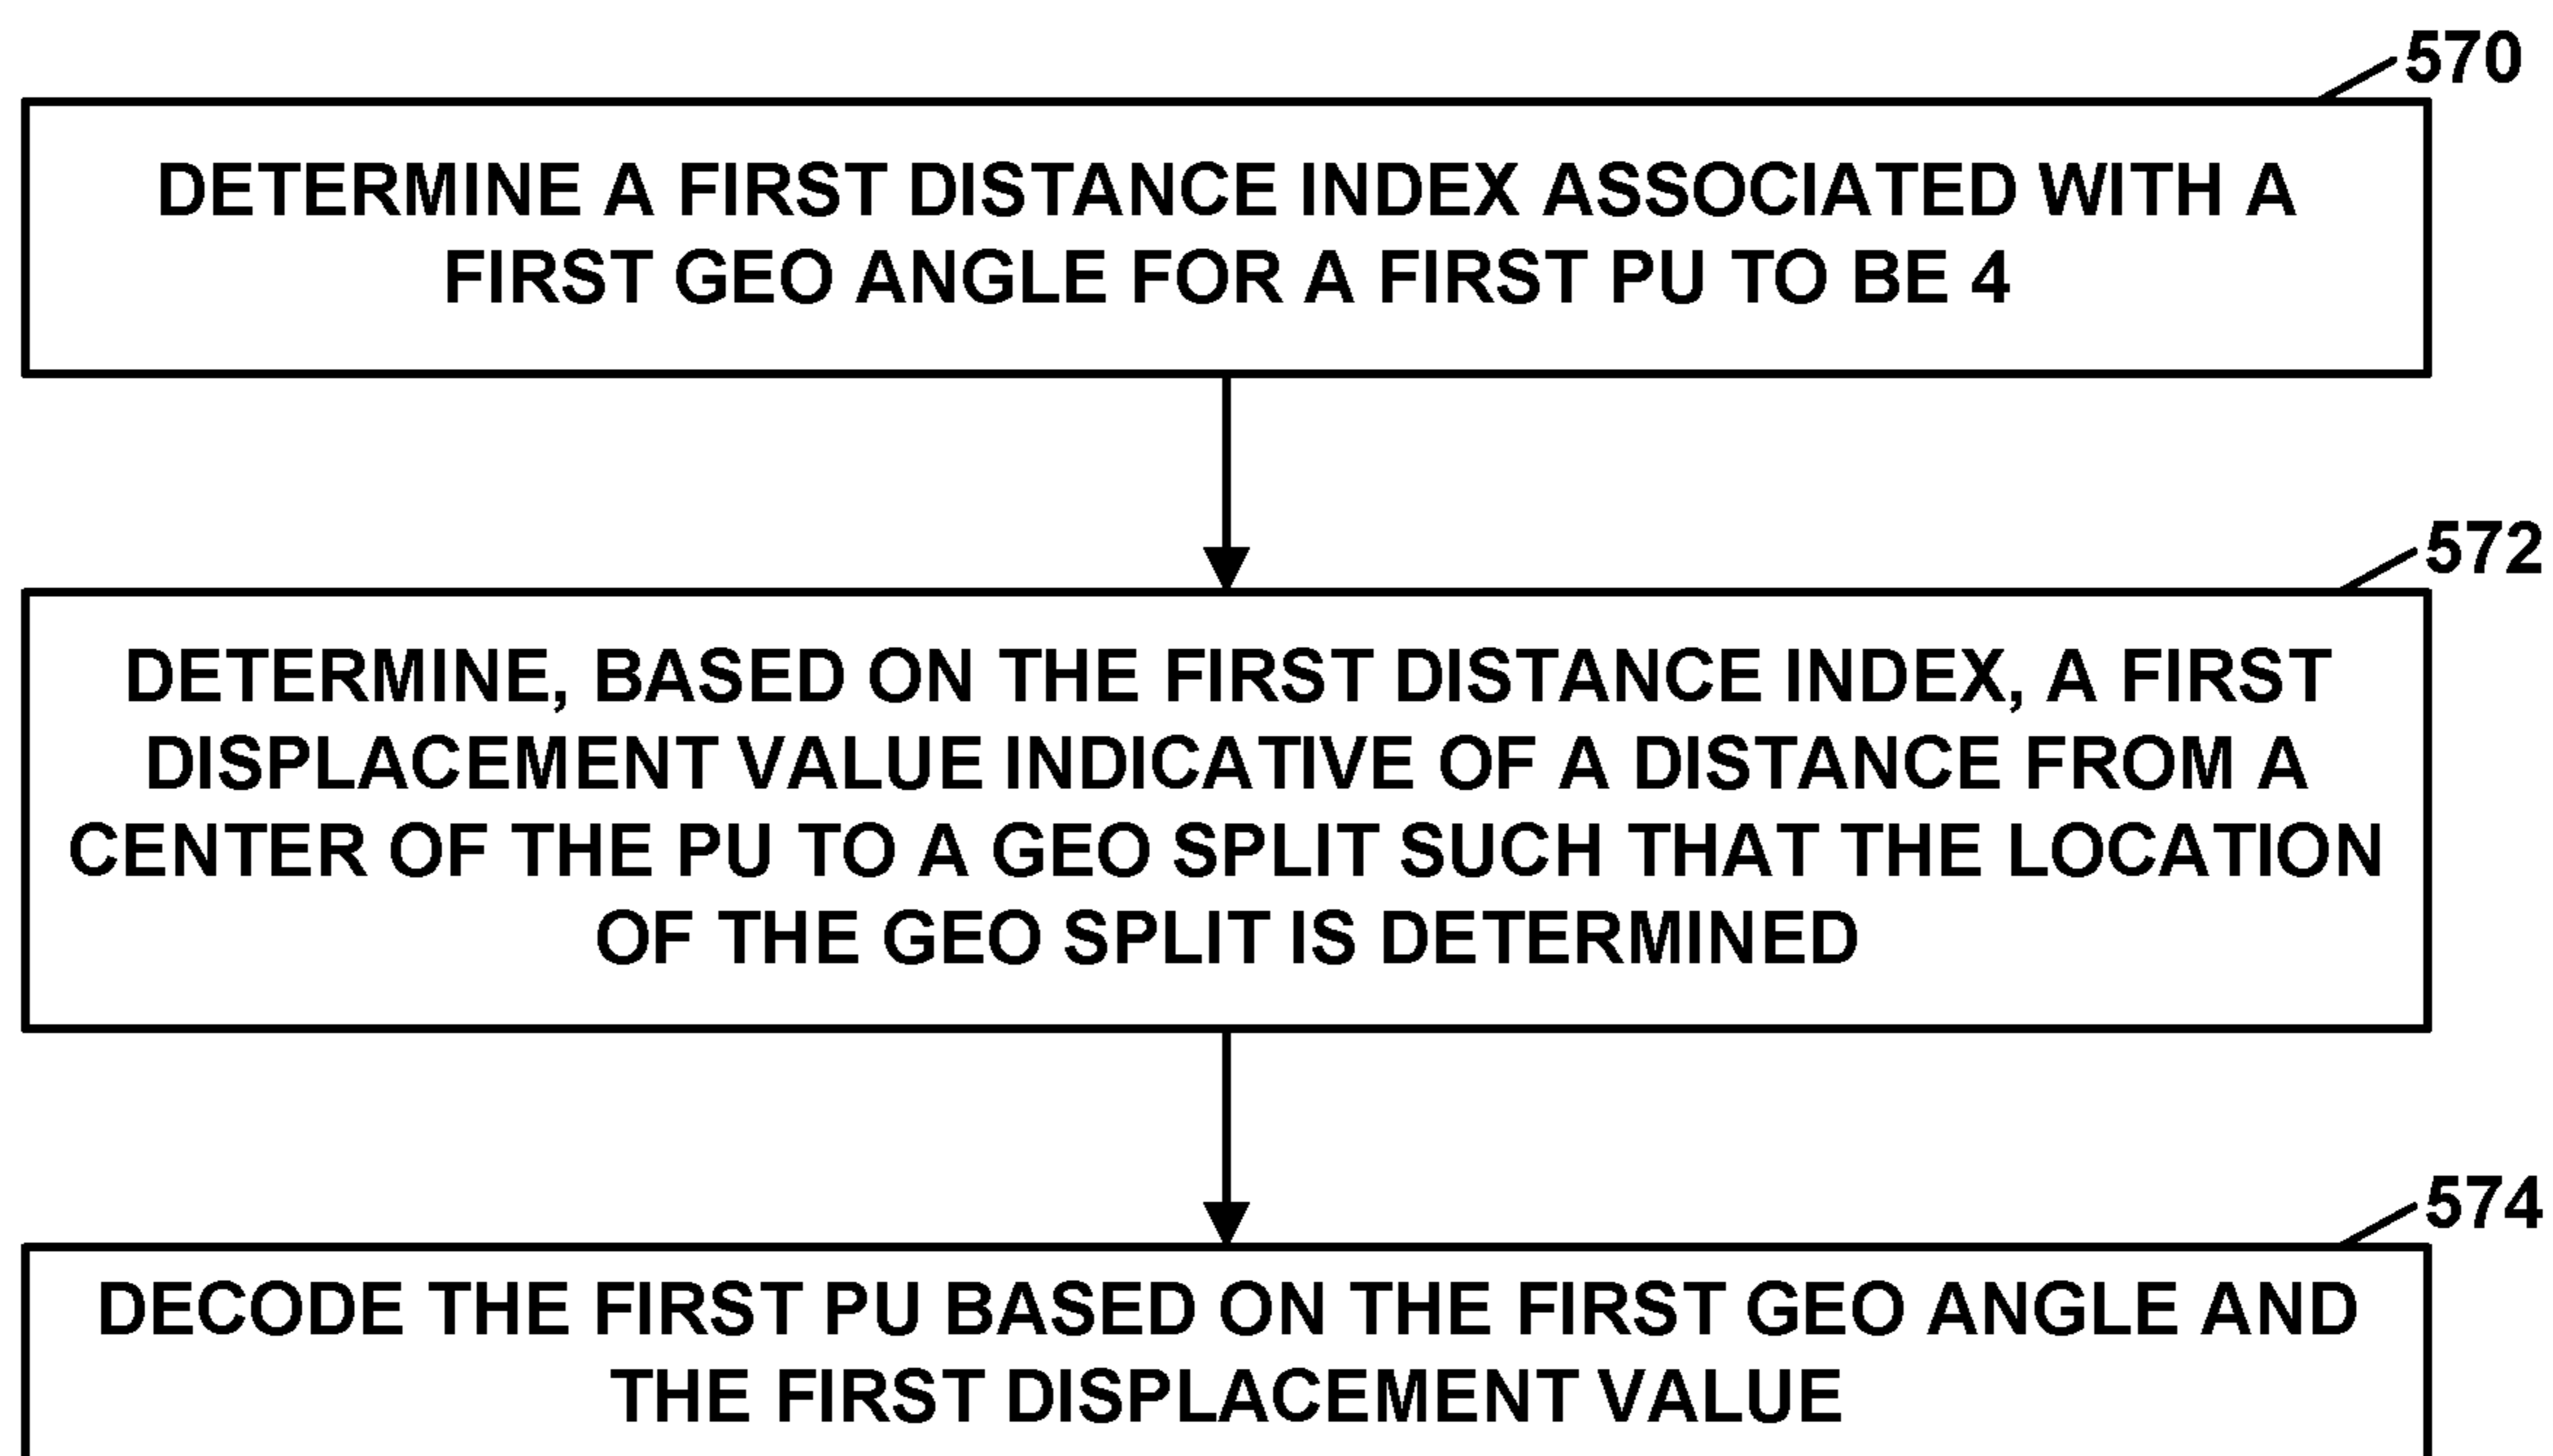 570
DETERMINE A FIRST DISTANCE INDEX ASSOCIATED WITH A
FIRST GEO ANGLE FOR A FIRST PU TO BE 4
572
DETERMINE, BASED ON THE FIRST DISTANCE INDEX, A FIRST
DISPLACEMENT VALUE INDICATIVE OF A DISTANCE FROM A
CENTER OF THE PU TO A GEO SPLIT SUCH THAT THE LOCATION
OF THE GEO SPLIT IS DETERMINED
574
DECODE THE FIRST PU BASED ON THE FIRST GEO ANGLE AND
THE FIRST DISPLACEMENT VALUE